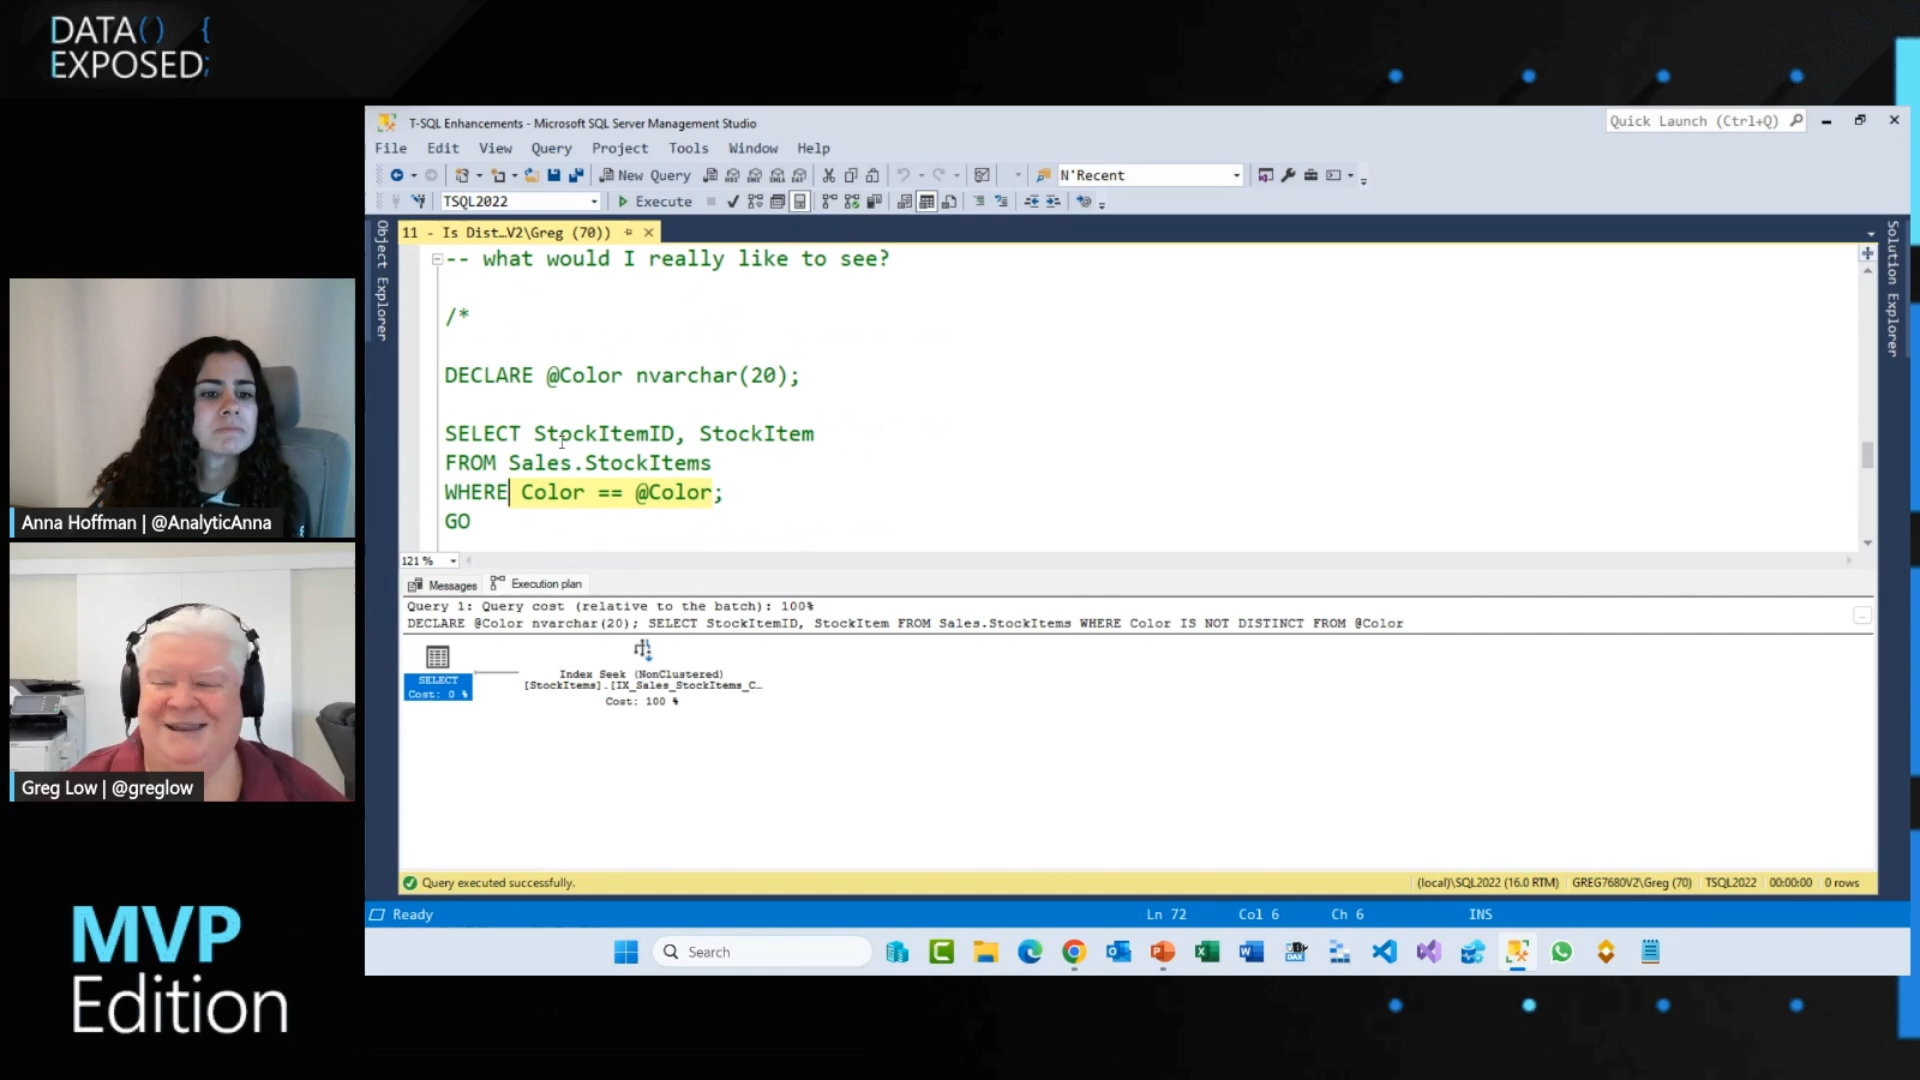 DATA() {
EXPOSED;
T-SQL Enhancements - Microsoft SQL Server Management Studio
Quick Launch (Ctrl+Q)
File Edit View Query Project Tools Window Help
New Query
N'Recent
TSQL2022
Execute
11 - Is Dist...V2\Greg (70))
Object Explorer
Solution Explorer
-- what would I really like to see?
/*
DECLARE @Color nvarchar(20);
SELECT StockItemID, StockItem
FROM Sales.StockItems
WHERE Color == @Color;
GO
121 %
Messages Execution plan
Query 1: Query cost (relative to the batch): 100%
DECLARE @Color nvarchar(20); SELECT StockItemID, StockItem FROM Sales.StockItems WHERE Color IS NOT DISTINCT FROM @Color
SELECT
Cost: 0 %
Index Seek (NonClustered)
[StockItems].[IX_Sales_StockItems_C...
Cost: 100 %
Query executed successfully.
(local)\SQL2022 (16.0 RTM) GREG7680V2\Greg (70) TSQL2022 00:00:00 0 rows
Ready
Ln 72 Col 6 Ch 6 INS
Search
Anna Hoffman | @AnalyticAnna
Greg Low | @greglow
MVP
Edition